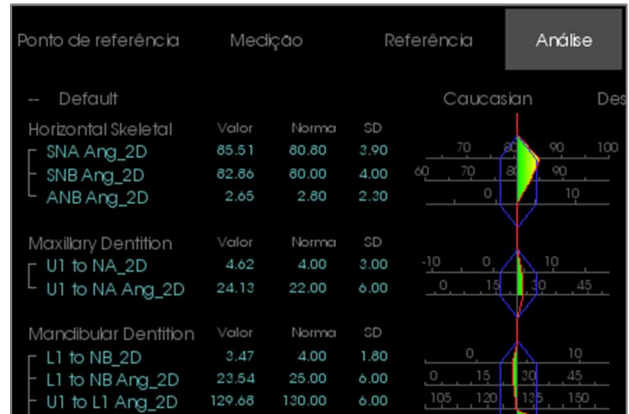 Ponto de referência Medição Referência Análise
-- Default Caucasian Des
Horizontal Skeletal Valor Norma SD
SNA Ang_2D 85.51 80.80 3.90 70 80 90 100
SNB Ang_2D 82.86 80.00 4.00 60 70 80 90
ANB Ang_2D 2.65 2.80 2.30 0 10
Maxillary Dentition Valor Norma SD
U1 to NA_2D 4.62 4.00 3.00 -10 0 10
U1 to NA Ang_2D 24.13 22.00 6.00 0 15 30 45
Mandibular Dentition Valor Norma SD
L1 to NB_2D 3.47 4.00 1.80 0 10
L1 to NB Ang_2D 23.54 25.00 6.00 0 15 30 45
U1 to L1 Ang_2D 129.68 130.00 6.00 105 120 135 150